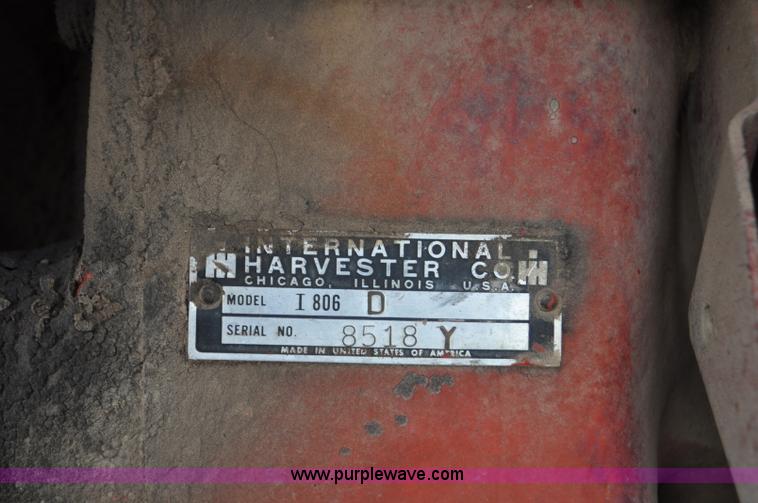 INTERNATIONAL
HARVESTER CO.
CHICAGO, ILLINOIS U.S.A.
MODEL I 806 D
SERIAL NO. 8518 Y
MADE IN UNITED STATES OF AMERICA
www.purplewave.com